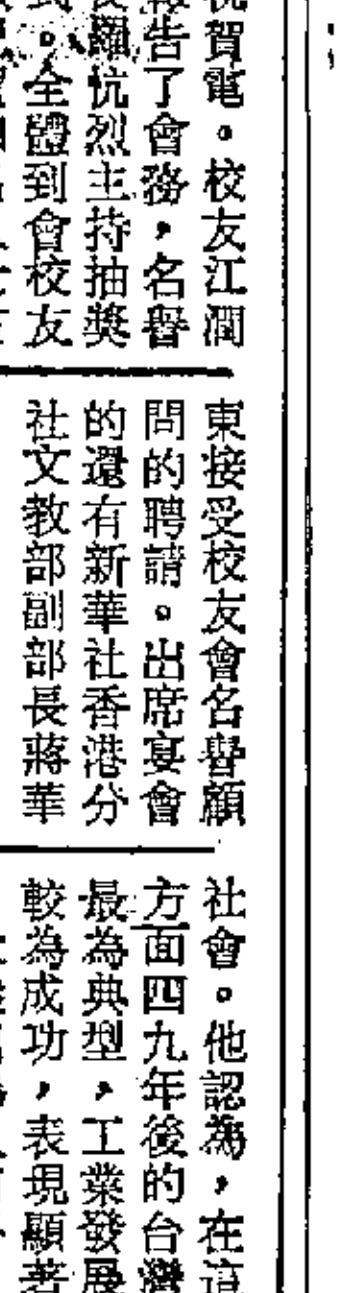 賀電。校友江潤
告了會務，名譽
羅抗烈主持抽獎
。全體到會校友
東接受校友會名譽顧
問的聘請。出席宴會
的還有新華社香港分
社文教部副部長蔣華
社會。他認為，在這
方面四九年後的台灣
最為典型，工業發展
較為成功，表現顯著